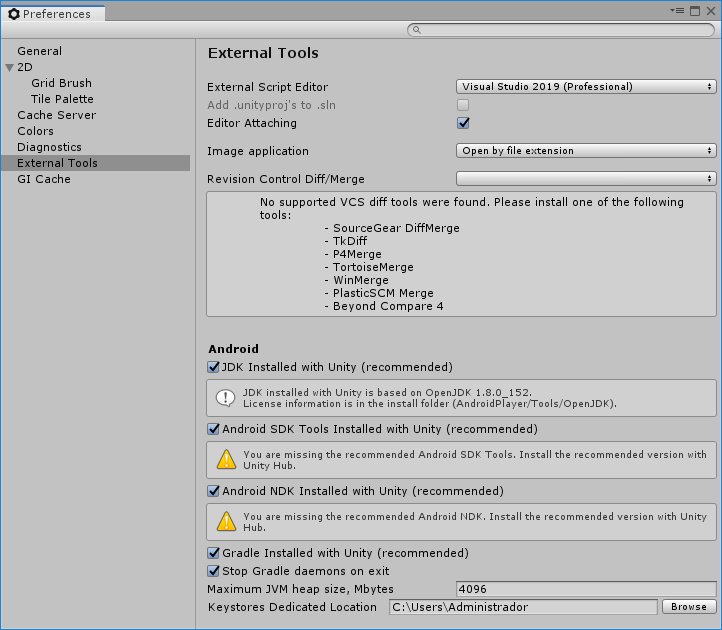 Preferences
General
2D
Grid Brush
Tile Palette
Cache Server
Colors
Diagnostics
External Tools
GI Cache
External Tools
External Script Editor
Visual Studio 2019 (Professional)
Add .unityproj's to .sln
Editor Attaching
Image application
Open by file extension
Revision Control Diff/Merge
No supported VCS diff tools were found. Please install one of the following
tools:
- SourceGear DiffMerge
- TkDiff
- P4Merge
- TortoiseMerge
- WinMerge
- PlasticSCM Merge
- Beyond Compare 4
Android
JDK Installed with Unity (recommended)
JDK installed with Unity is based on OpenJDK 1.8.0_152.
License information is in the install folder (AndroidPlayer/Tools/OpenJDK).
Android SDK Tools Installed with Unity (recommended)
You are missing the recommended Android SDK Tools. Install the recommended version with
Unity Hub.
Android NDK Installed with Unity (recommended)
You are missing the recommended Android NDK. Install the recommended version with Unity
Hub.
Gradle Installed with Unity (recommended)
Stop Gradle daemons on exit
Maximum JVM heap size, Mbytes
4096
Keystores Dedicated Location
C:\Users\Administrador
Browse